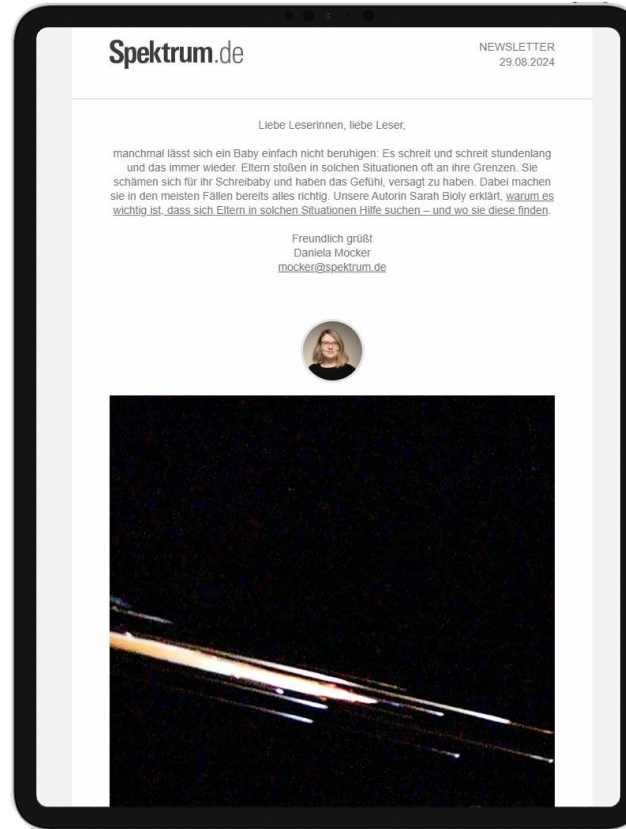 Spektrum.de
NEWSLETTER
29.08.2024
Liebe Leserinnen, liebe Leser,
manchmal lässt sich ein Baby einfach nicht beruhigen: Es schreit und schreit stundenlang
und das immer wieder. Eltern stoßen in solchen Situationen oft an ihre Grenzen. Sie
schämen sich für ihr Schreibaby und haben das Gefühl, versagt zu haben. Dabei machen
sie in den meisten Fällen bereits alles richtig. Unsere Autorin Sarah Bioly erklärt, warum es
wichtig ist, dass sich Eltern in solchen Situationen Hilfe suchen – und wo sie diese finden.
Freundlich grüßt
Daniela Mocker
mocker@spektrum.de